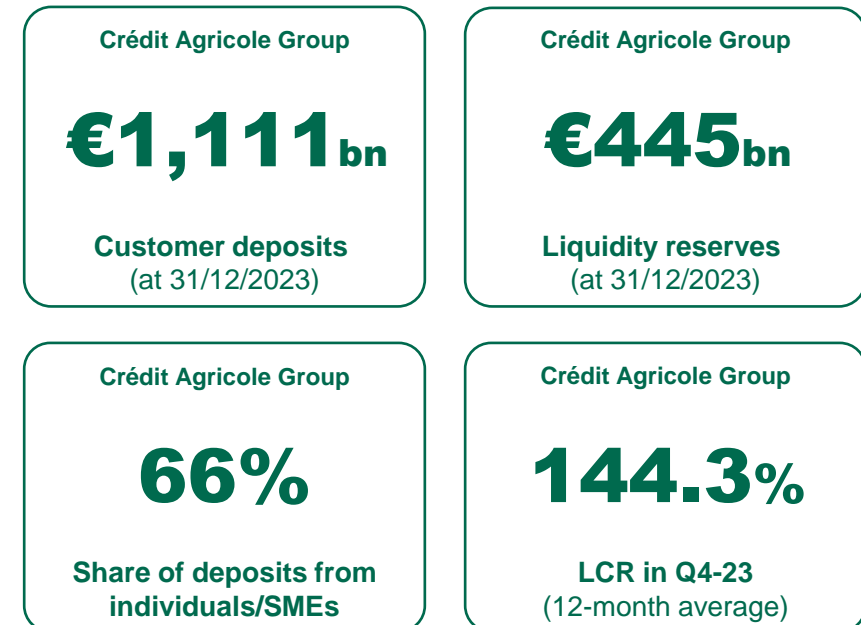 Crédit Agricole Group
€1,111bn
Customer deposits
(at 31/12/2023)
Crédit Agricole Group
€445bn
Liquidity reserves
(at 31/12/2023)
Crédit Agricole Group
66%
Share of deposits from
individuals/SMEs
Crédit Agricole Group
144.3%
LCR in Q4-23
(12-month average)